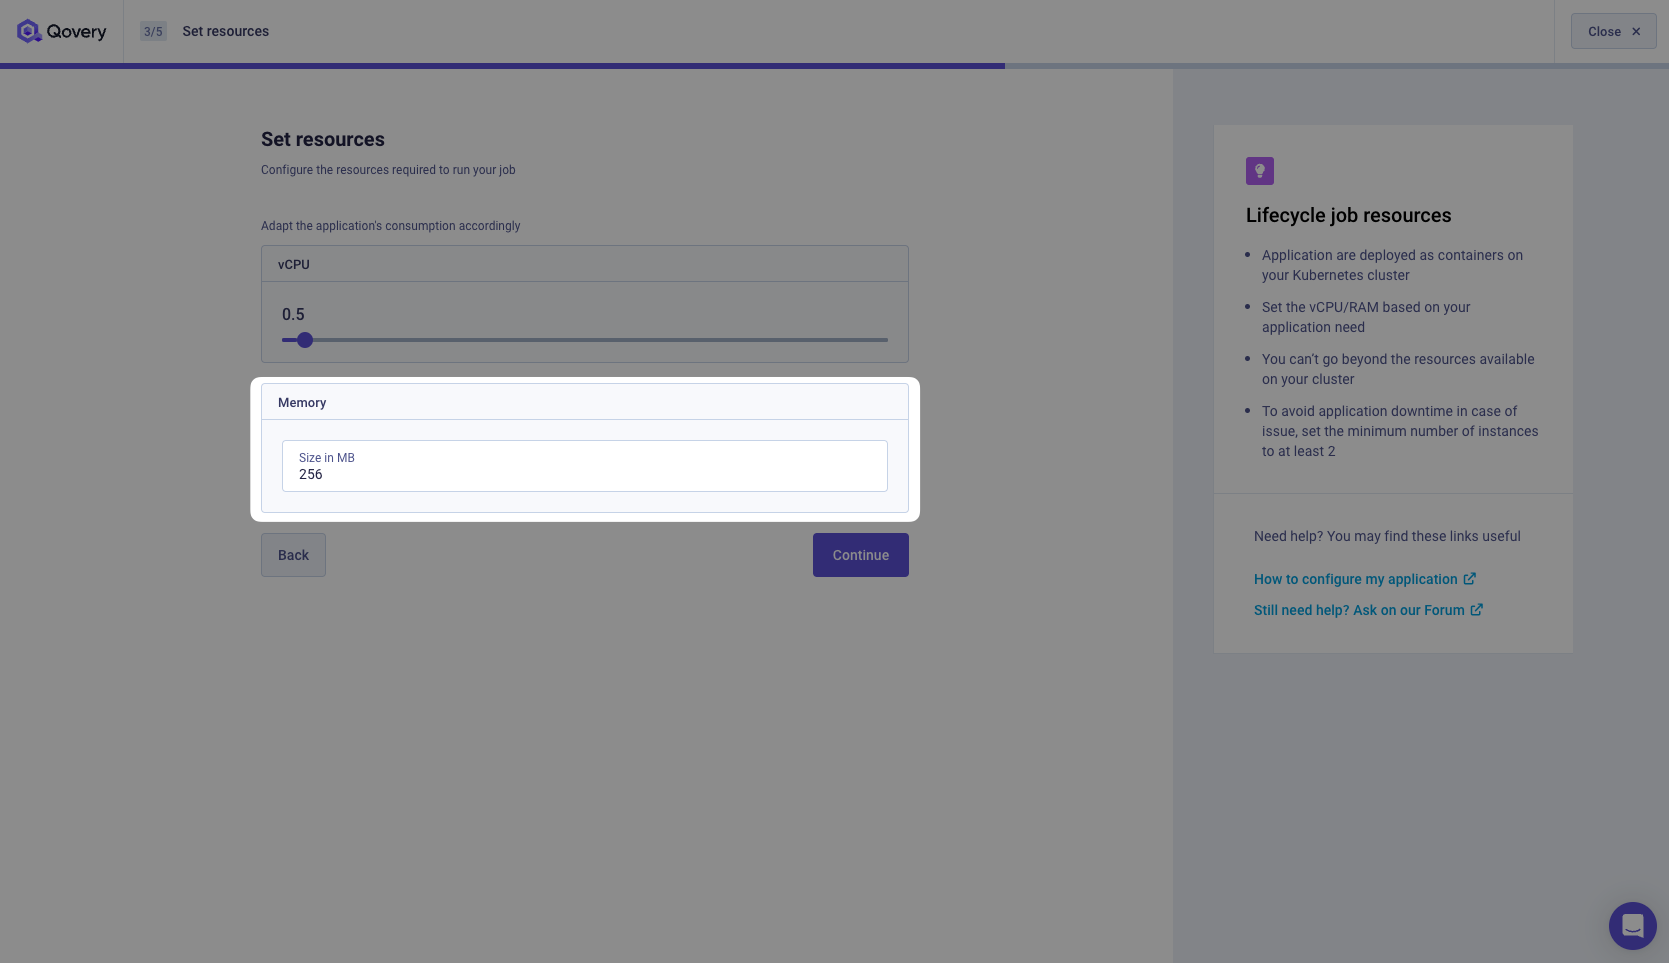 Qovery
3/5
Set resources
Close
Set resources
Configure the resources required to run your job
Adapt the application's consumption accordingly
vCPU
0.5
Memory
Size in MB
256
Back
Continue
Lifecycle job resources
Application are deployed as containers on
your Kubernetes cluster
Set the vCPU/RAM based on your
application need
You can't go beyond the resources available
on your cluster
To avoid application downtime in case of
issue, set the minimum number of instances
to at least 2
Need help? You may find these links useful
How to configure my application
Still need help? Ask on our Forum